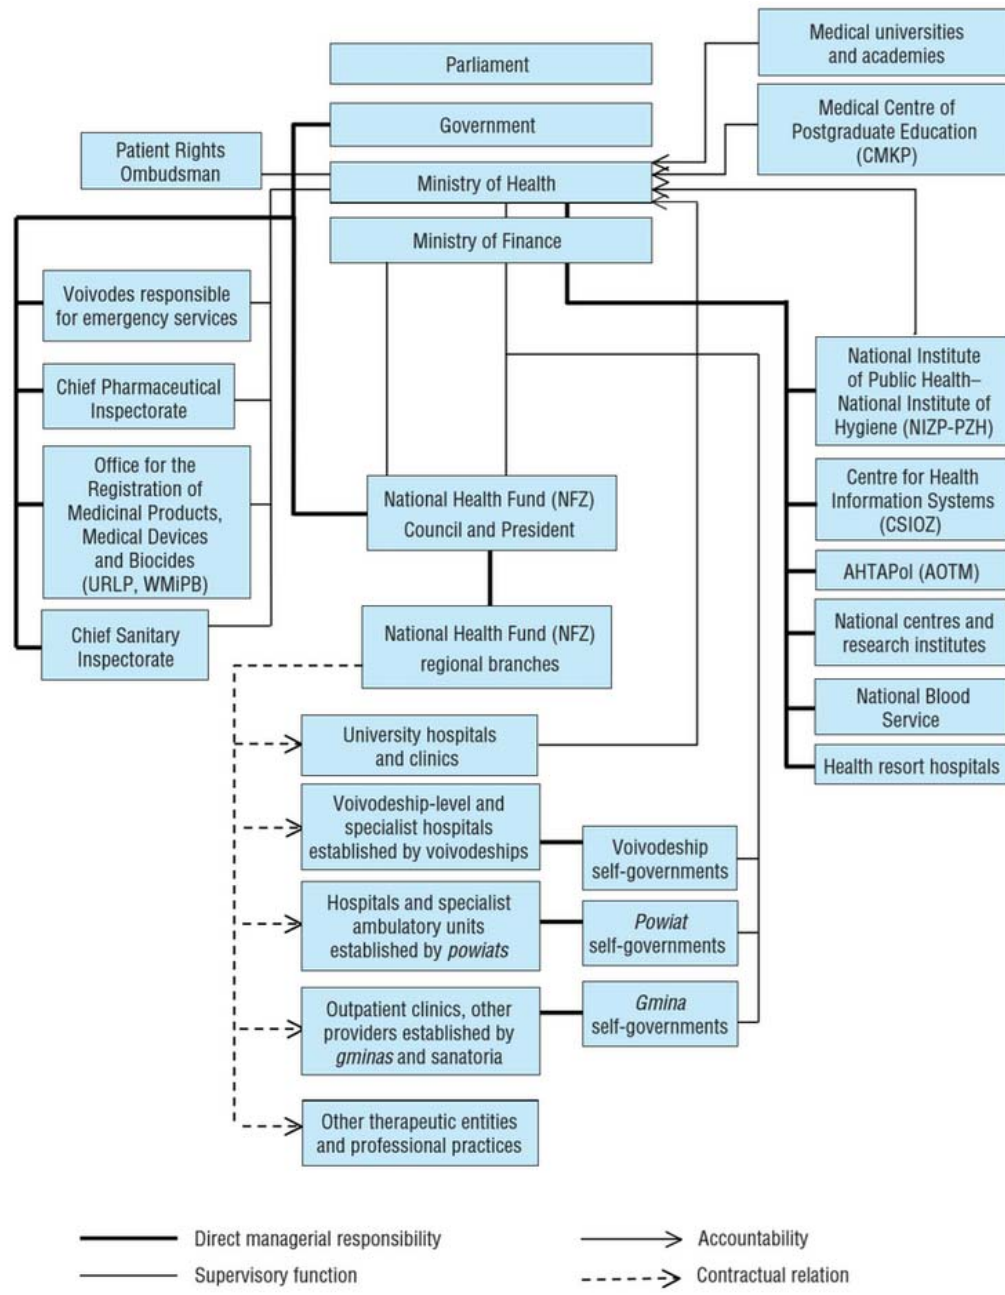 Medical universities
and academies
Parliament
Medical Centre of
Postgraduate Education
(CMKP)
Government
Patient Rights
Ombudsman
Ministry of Health
Ministry of Finance
Voivodes responsible
for emergency services
Chief Pharmaceutical
Inspectorate
Office for the
Registration of
Medicinal Products,
Medical Devices
and Biocides
(URLP, WMiPB)
Chief Sanitary
Inspectorate
National Health Fund (NFZ)
Council and President
National Health Fund (NFZ)
regional branches
National Institute
of Public Health–
National Institute of
Hygiene (NIZP-PZH)
Centre for Health
Information Systems
(CSIOZ)
AHTAPol (AOTM)
National centres and
research institutes
National Blood
Service
Health resort hospitals
University hospitals
and clinics
Voivodeship-level and
specialist hospitals
established by voivodeships
Voivodeship
self-governments
Hospitals and specialist
ambulatory units
established by powiats
Powiat
self-governments
Outpatient clinics, other
providers established by
gminas and sanatoria
Gmina
self-governments
Other therapeutic entities
and professional practices
Direct managerial responsibility
Accountability
Supervisory function
Contractual relation